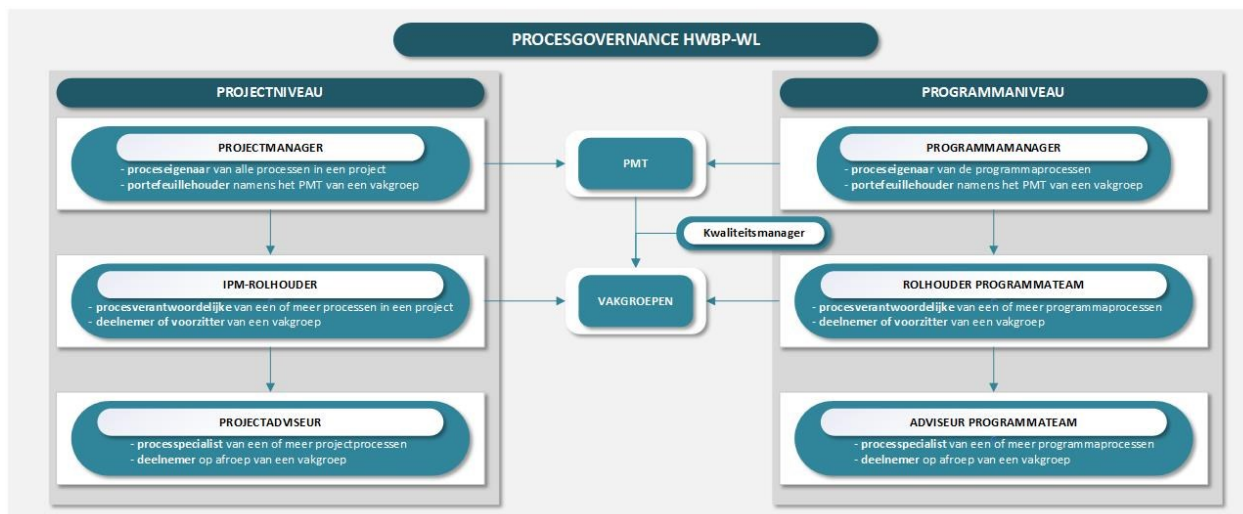 PROCESGOVERNANCE HWBP-WL
PROJECTNIVEAU
PROJECTMANAGER
- proceseigenaar van alle processen in een project
- portefeuillehouder namens het PMT van een vakgroep
IPM-ROLHOUDER
- procesverantwoordelijke van een of meer processen in een project
- deelnemer of voorzitter van een vakgroep
PROJECTADVISEUR
- processpecialist van een of meer projectprocessen
- deelnemer op afroep van een vakgroep
PMT
Kwaliteitsmanager
VAKGROEPEN
PROGRAMMANIVEAU
PROGRAMMAMANAGER
- proceseigenaar van de programmaprocessen
- portefeuillehouder namens het PMT van een vakgroep
ROLHOUDER PROGRAMMATEAM
- procesverantwoordelijke van een of meer programmaprocessen
- deelnemer of voorzitter van een vakgroep
ADVISEUR PROGRAMMATEAM
- processpecialist van een of meer programmaprocessen
- deelnemer op afroep van een vakgroep